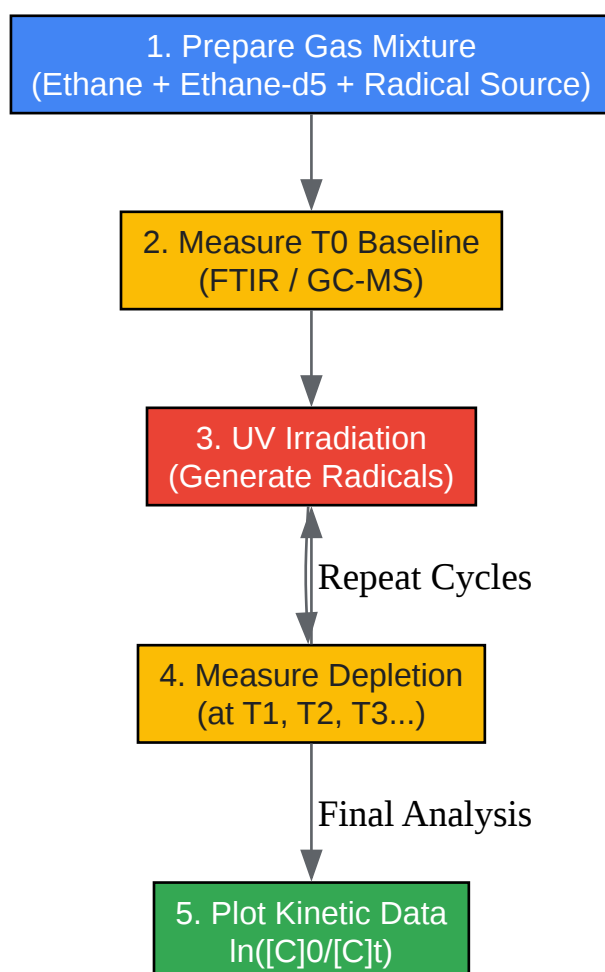 1. Prepare Gas Mixture
(Ethane + Ethane-d5 + Radical Source)
2. Measure T0 Baseline
(FTIR / GC-MS)
3. UV Irradiation
(Generate Radicals)
Repeat Cycles
4. Measure Depletion
(at T1, T2, T3...)
Final Analysis
5. Plot Kinetic Data
ln([C]0/[C]t)